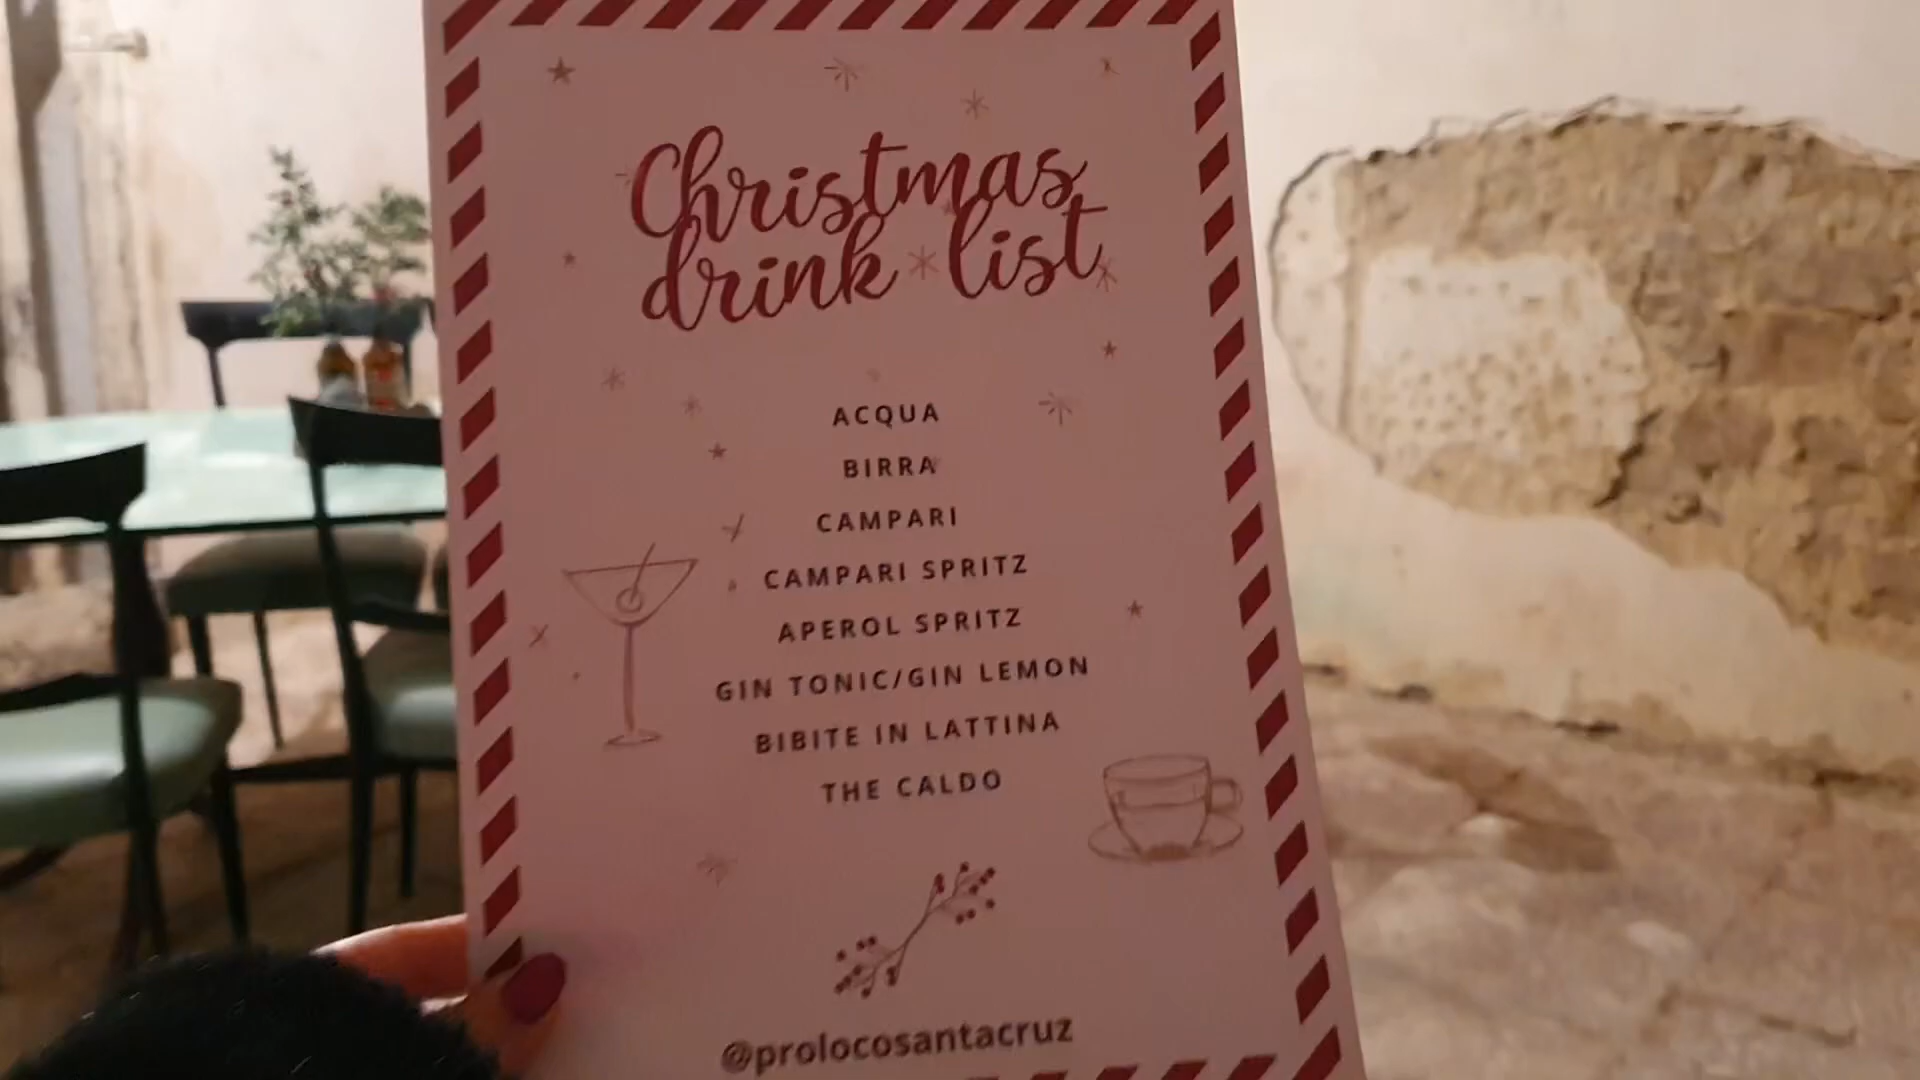 Christmas
drink list
ACQUA
BIRRA
CAMPARI
CAMPARI SPRITZ
APEROL SPRITZ
GIN TONIC/GIN LEMON
BIBITE IN LATTINA
THE CALDO
@prolocosantacruz